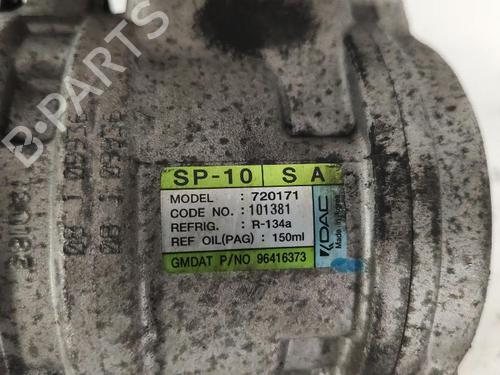 B-PARTS
SP-10 S A
MODEL : 720171
CODE NO. : 101381
REFRIG. : R-134a
REF OIL(PAG) : 150ml
GMDAT P/NO 96416373
DAC
Made in Korea